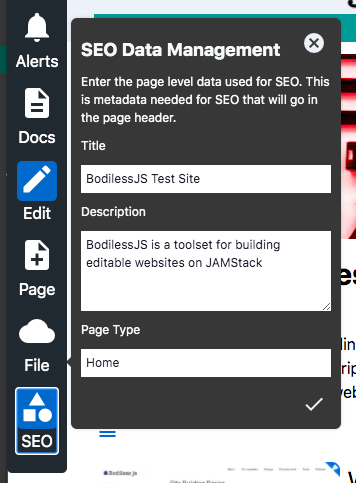 Alerts
Docs
Edit
Page
File
SEO
SEO Data Management
Enter the page level data used for SEO. This
is metadata needed for SEO that will go in
the page header.
Title
BodilessJS Test Site
Description
BodilessJS is a toolset for building
editable websites on JAMStack
Page Type
Home
Bodiless.js